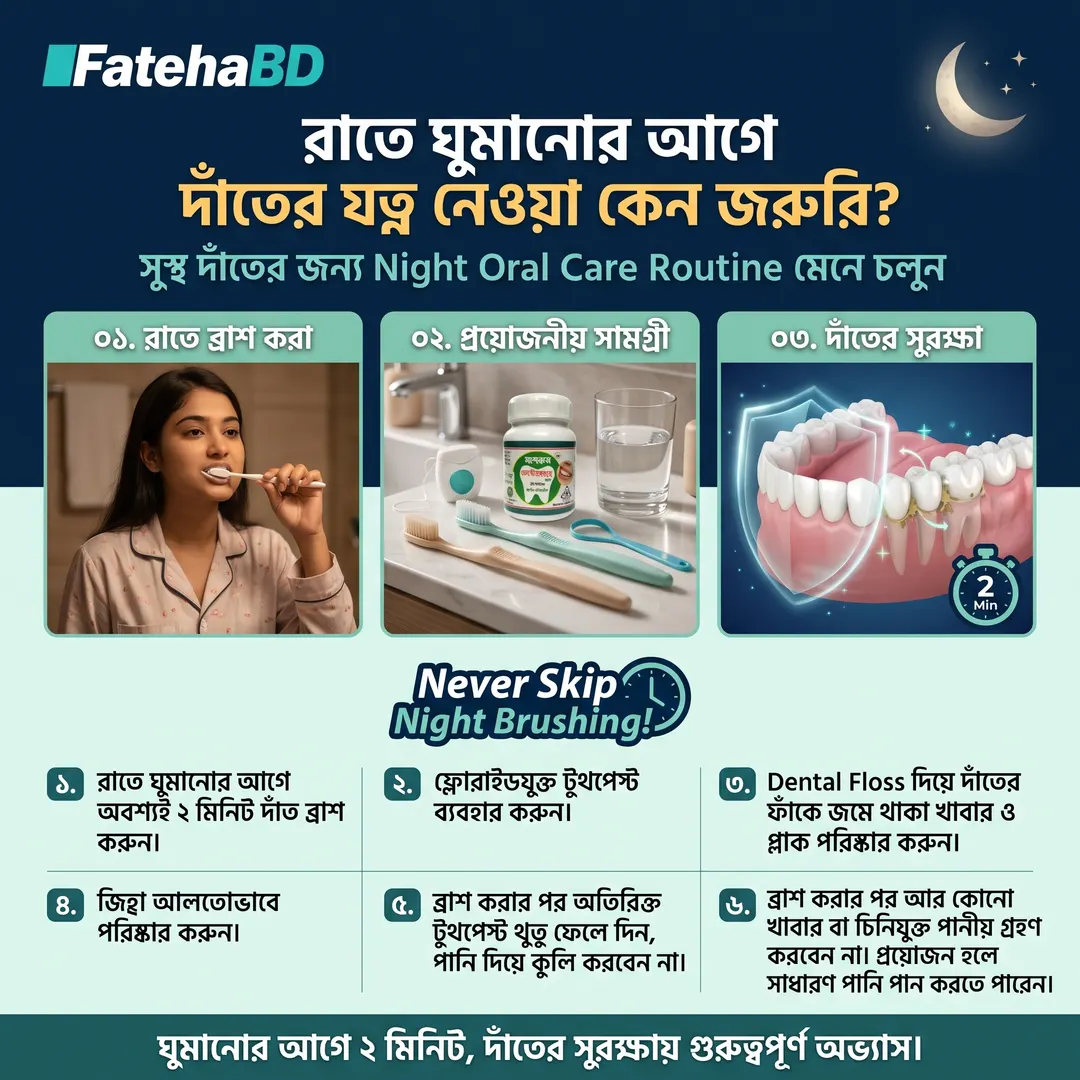 FatehaBD
রাতে ঘুমানোর আগে
দাঁতের যত্ন নেওয়া কেন জরুরি?
সুস্থ দাঁতের জন্য Night Oral Care Routine মেনে চলুন
০১. রাতে ব্রাশ করা
০২. প্রয়োজনীয় সামগ্রী
০৩. দাঁতের সুরক্ষা
2
Min
Never Skip
Night Brushing!
১. রাতে ঘুমানোর আগে
অবশ্যই ২ মিনিট দাঁত ব্রাশ
করুন।
২. ফ্লোরাইডযুক্ত টুথপেস্ট
ব্যবহার করুন।
৩. Dental Floss দিয়ে দাঁতের
ফাঁকে জমে থাকা খাবার ও
প্লাক পরিষ্কার করুন।
৪. জিহ্বা আলতোভাবে
পরিষ্কার করুন।
৫. ব্রাশ করার পর অতিরিক্ত
টুথপেস্ট থুতু ফেলে দিন,
পানি দিয়ে কুলি করবেন না।
৬. ব্রাশ করার পর আর কোনো
খাবার বা চিনিযুক্ত পানীয় গ্রহণ
করবেন না। প্রয়োজন হলে
সাধারণ পানি পান করতে পারেন।
ঘুমানোর আগে ২ মিনিট, দাঁতের সুরক্ষায় গুরুত্বপূর্ণ অভ্যাস।